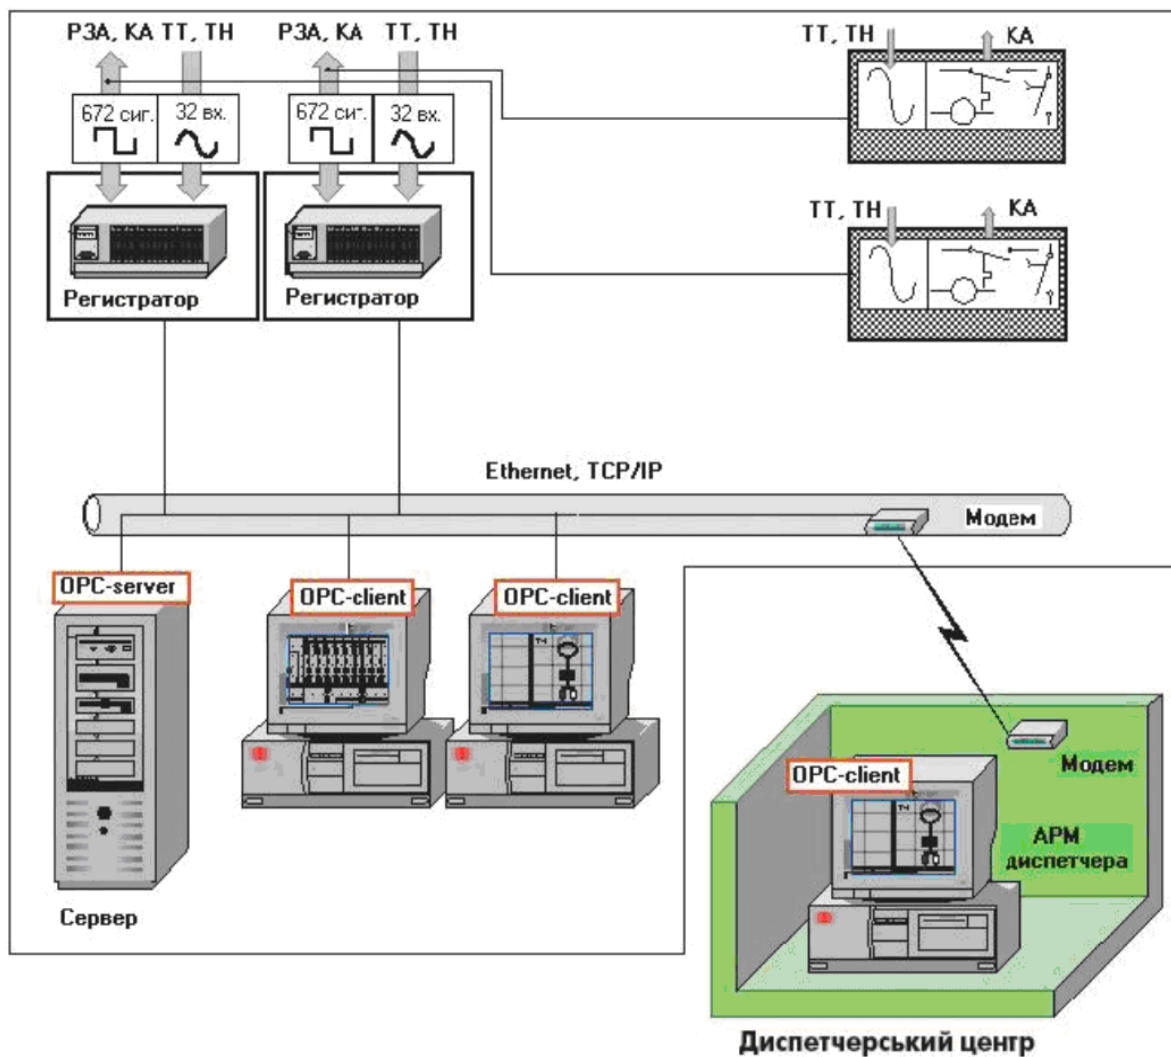 РЗА, КА ТТ, ТН
РЗА, КА ТТ, ТН
ТТ, ТН КА
672 сиг. 32 вх.
672 сиг. 32 вх.
ТТ, ТН КА
Регистратор
Регистратор
Ethernet, TCP/IP
Модем
OPC-server
OPC-client
OPC-client
Модем
OPC-client
АРМ
диспетчера
Сервер
Диспетчерський центр